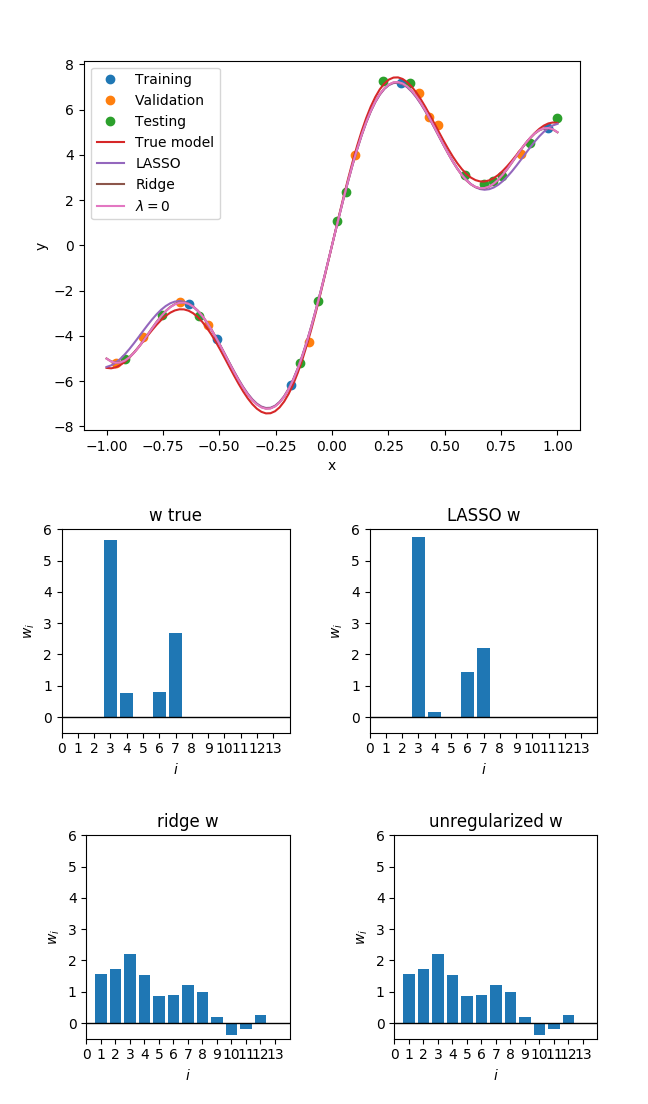 8
6
4
2
0
−2
−4
−6
−8
y
Training
Validation
Testing
True model
LASSO
Ridge
λ = 0
−1.00 −0.75 −0.50 −0.25 0.00 0.25 0.50 0.75 1.00
x
w true
6
5
4
3
2
1
0
w_i
0 1 2 3 4 5 6 7 8 9 10 11 12 13
i
LASSO w
6
5
4
3
2
1
0
w_i
0 1 2 3 4 5 6 7 8 9 10 11 12 13
i
ridge w
6
5
4
3
2
1
0
w_i
0 1 2 3 4 5 6 7 8 9 10 11 12 13
i
unregularized w
6
5
4
3
2
1
0
w_i
0 1 2 3 4 5 6 7 8 9 10 11 12 13
i